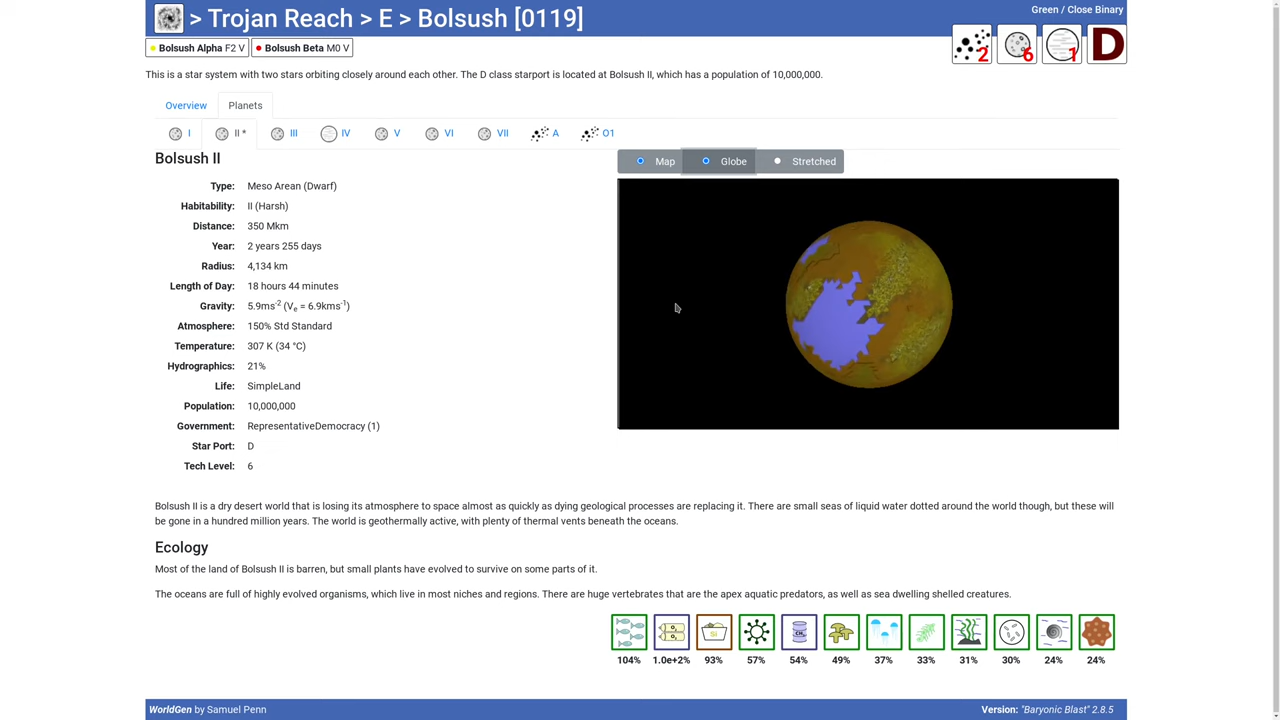 > Trojan Reach > E > Bolsush [0119]
Green / Close Binary
Bolsush Alpha F2 V
Bolsush Beta M0 V
2
6
1
D
This is a star system with two stars orbiting closely around each other. The D class starport is located at Bolsush II, which has a population of 10,000,000.
Overview
Planets
I
II *
III
IV
V
VI
VII
A
O1
Bolsush II
Map
Globe
Stretched
Type: Meso Arean (Dwarf)
Habitability: II (Harsh)
Distance: 350 Mkm
Year: 2 years 255 days
Radius: 4,134 km
Length of Day: 18 hours 44 minutes
Gravity: 5.9ms-2 (Ve = 6.9kms-1)
Atmosphere: 150% Std Standard
Temperature: 307 K (34 °C)
Hydrographics: 21%
Life: SimpleLand
Population: 10,000,000
Government: RepresentativeDemocracy (1)
Star Port: D
Tech Level: 6
Bolsush II is a dry desert world that is losing its atmosphere to space almost as quickly as dying geological processes are replacing it. There are small seas of liquid water dotted around the world though, but these will
be gone in a hundred million years. The world is geothermally active, with plenty of thermal vents beneath the oceans.
Ecology
Most of the land of Bolsush II is barren, but small plants have evolved to survive on some parts of it.
The oceans are full of highly evolved organisms, which live in most niches and regions. There are huge vertebrates that are the apex aquatic predators, as well as sea dwelling shelled creatures.
104%
1.0e+2%
93%
57%
54%
49%
37%
33%
31%
30%
24%
24%
WorldGen by Samuel Penn
Version: "Baryonic Blast" 2.8.5